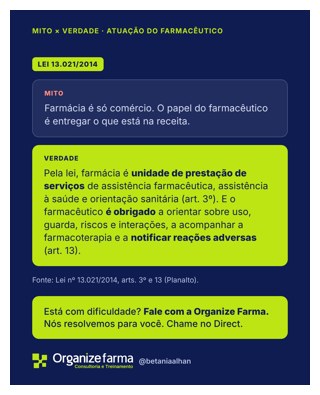 MITO × VERDADE · ATUAÇÃO DO FARMACÊUTICO
LEI 13.021/2014
MITO
Farmácia é só comércio. O papel do farmacêutico
é entregar o que está na receita.
VERDADE
Pela lei, farmácia é unidade de prestação de
serviços de assistência farmacêutica, assistência
à saúde e orientação sanitária (art. 3º). E o
farmacêutico é obrigado a orientar sobre uso,
guarda, riscos e interações, a acompanhar a
farmacoterapia e a notificar reações adversas
(art. 13).
Fonte: Lei nº 13.021/2014, arts. 3º e 13 (Planalto).
Está com dificuldade? Fale com a Organize Farma.
Nós resolvemos para você. Chame no Direct.
Organizefarma @betaniaalhan
Consultoria e Treinamento